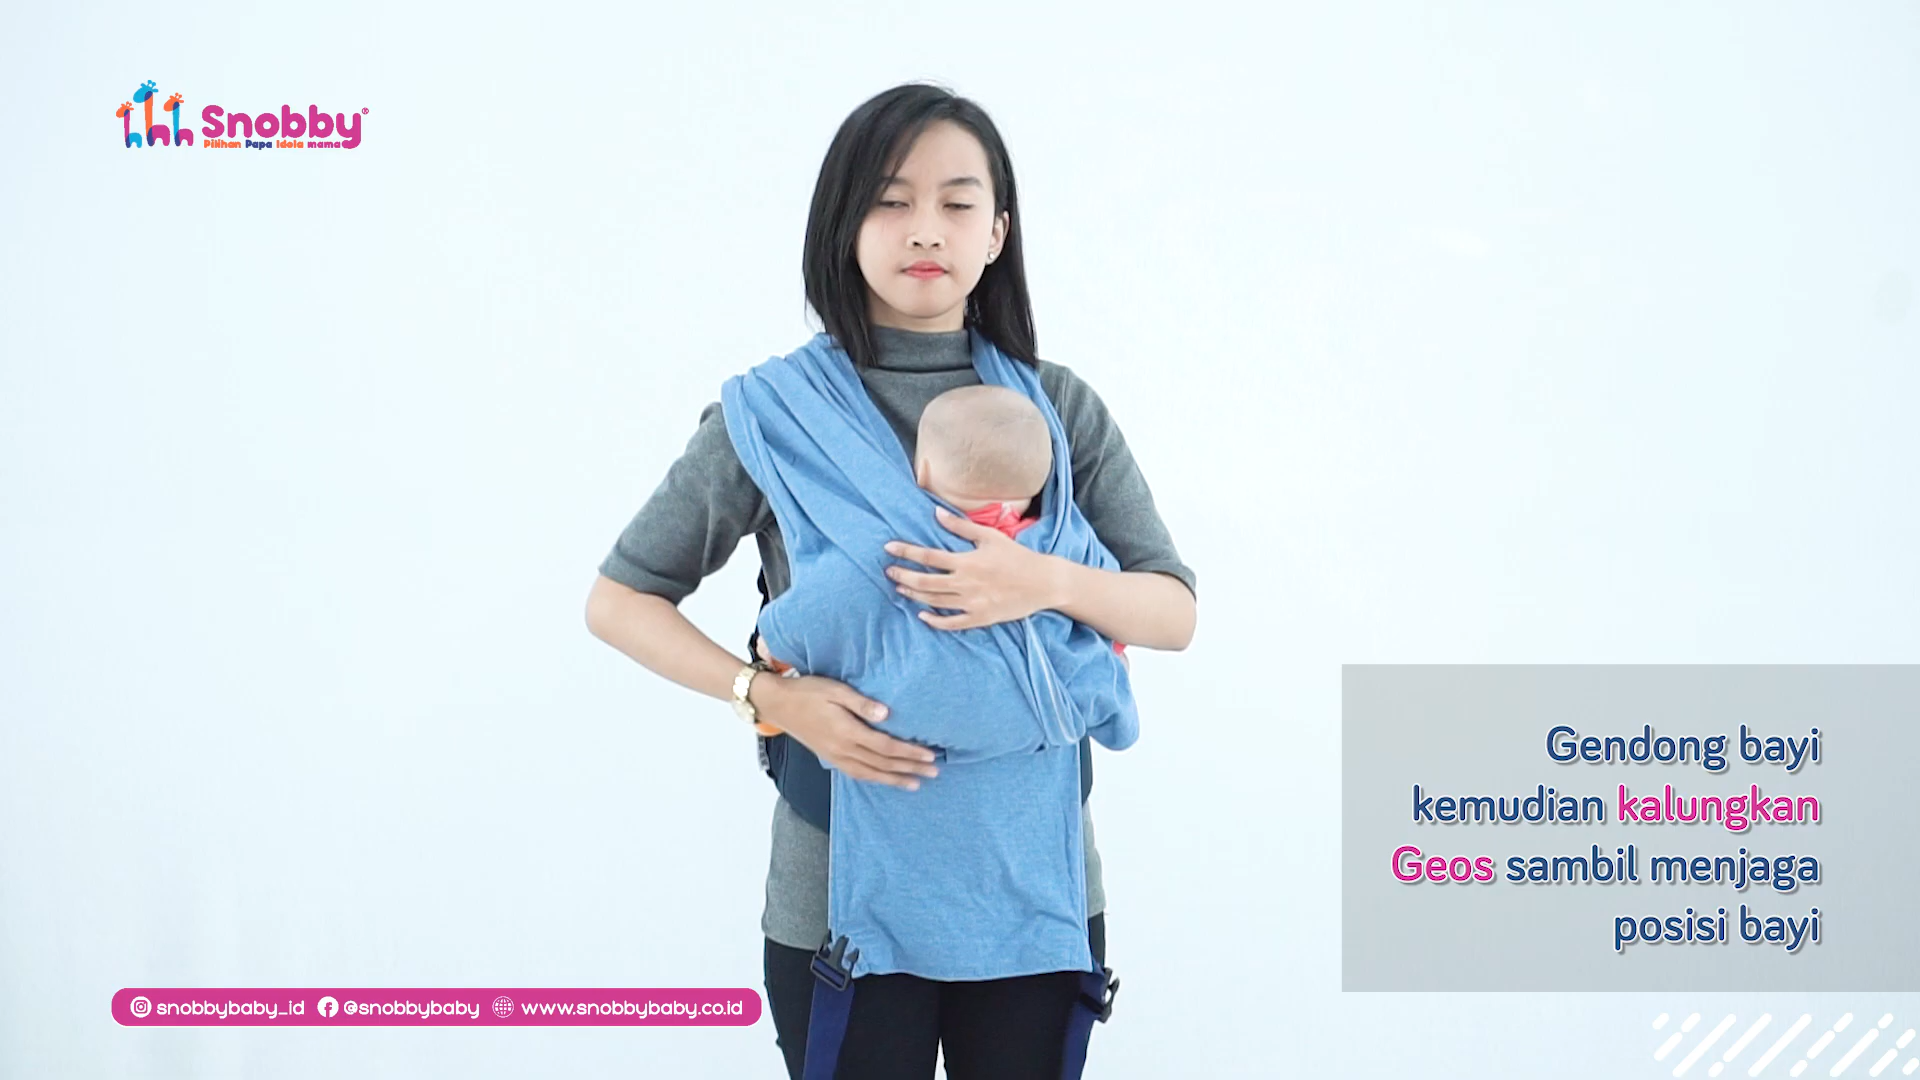 Snobby®
Pilihan Papa Idola mama
Gendong bayi
kemudian kalungkan
Geos sambil menjaga
posisi bayi
snobbybaby_id @snobbybaby www.snobbybaby.co.id